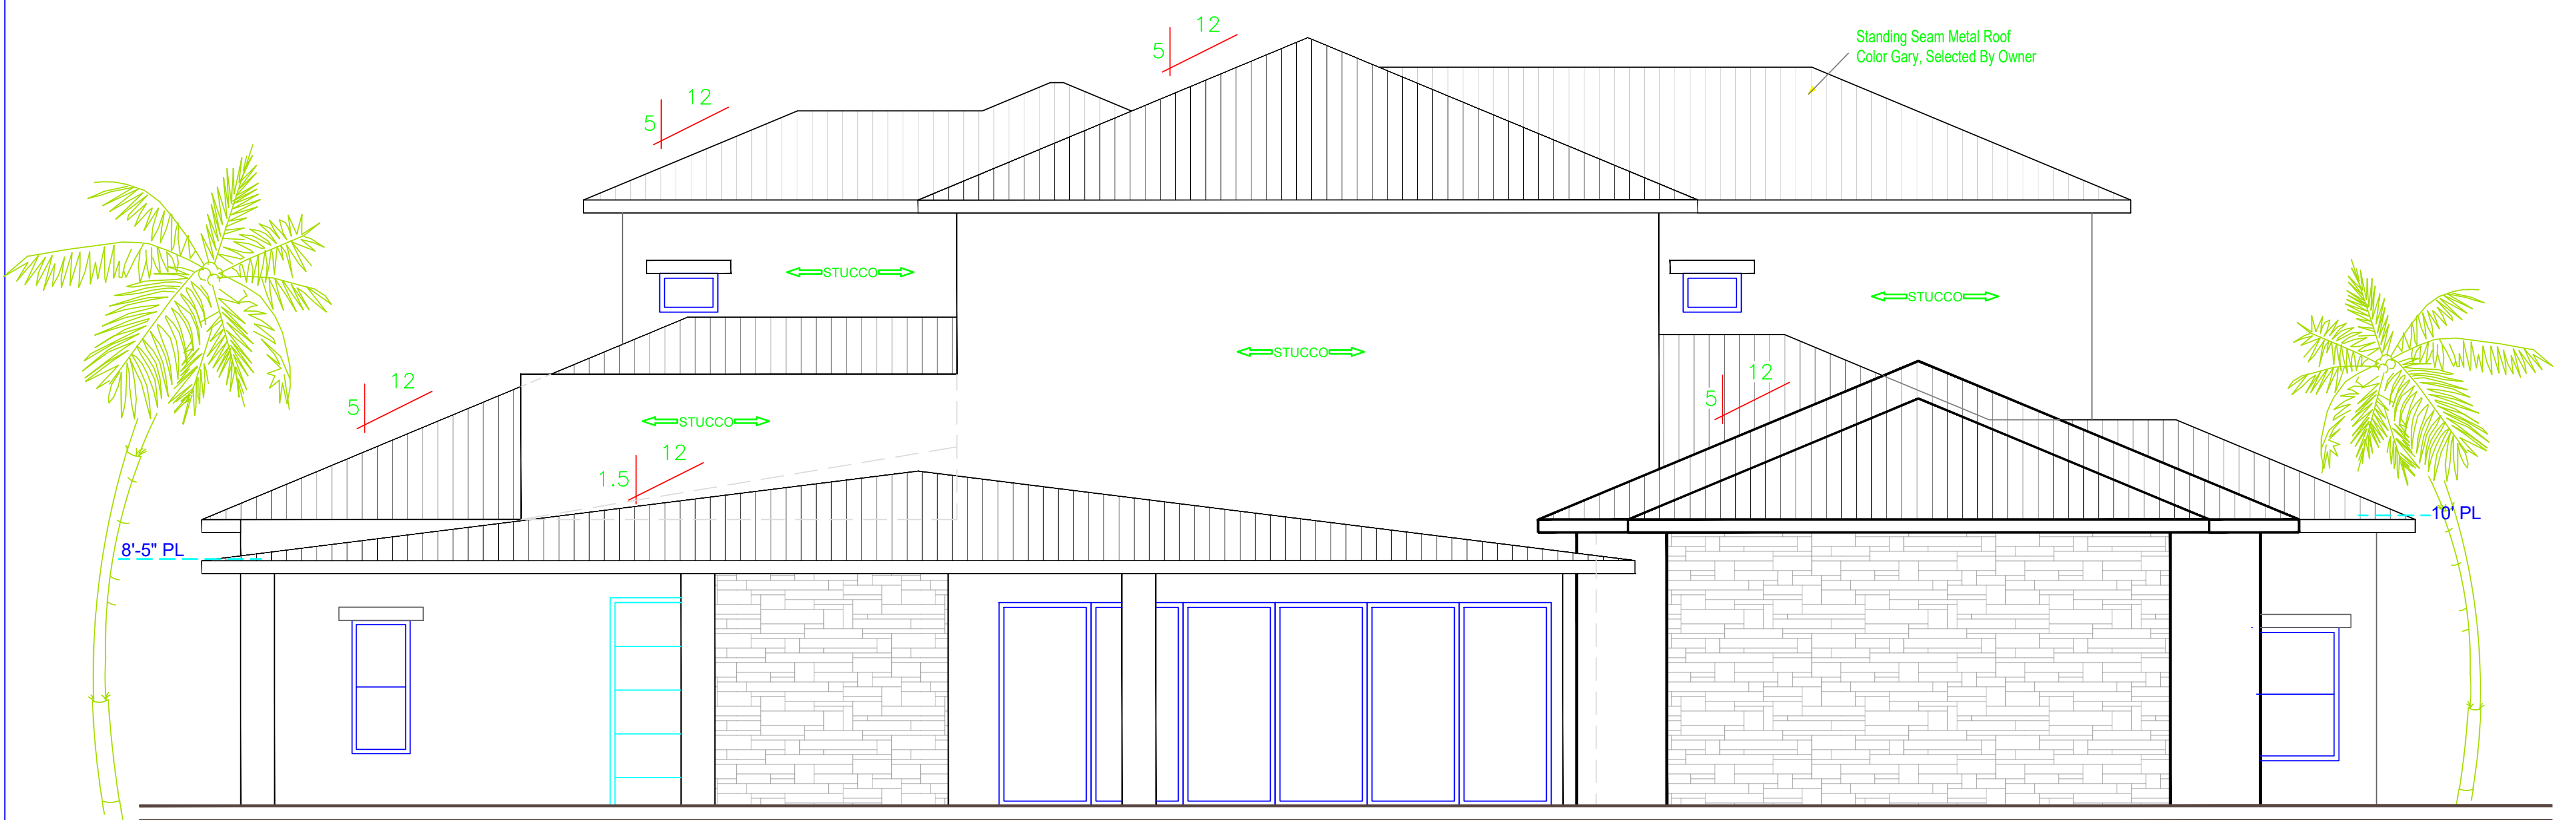 12
5
Standing Seam Metal Roof
Color Gary, Selected By Owner
12
5
STUCCO
STUCCO
STUCCO
12
5
12
5
STUCCO
12
1.5
10' PL
8'-5" PL